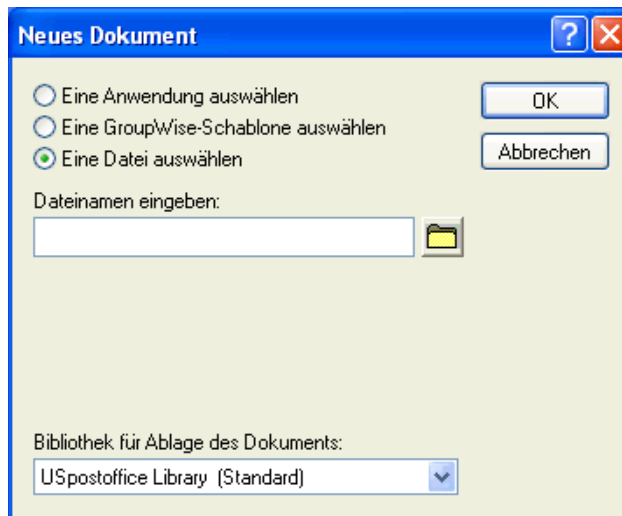 Neues Dokument
Eine Anwendung auswählen
OK
Eine GroupWise-Schablone auswählen
Abbrechen
Eine Datei auswählen
Dateinamen eingeben:
Bibliothek für Ablage des Dokuments:
USpostoffice Library (Standard)